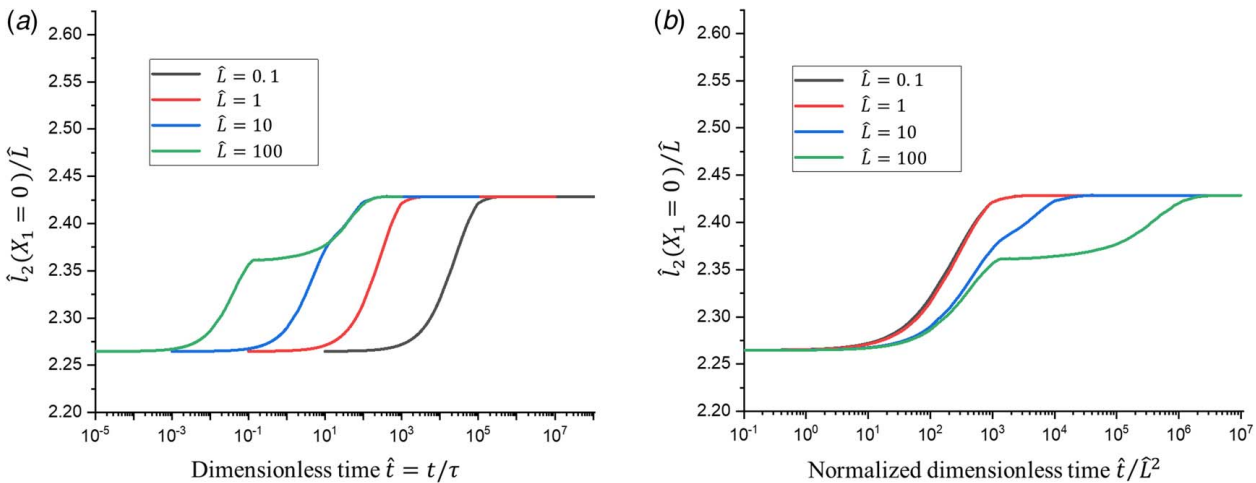 (a)
2.60
2.55
2.50
2.45
2.40
2.35
2.30
2.25
2.20
l̂₂(X₁ = 0)/L̂
L̂ = 0.1
L̂ = 1
L̂ = 10
L̂ = 100
10⁻⁵ 10⁻³ 10⁻¹ 10¹ 10³ 10⁵ 10⁷
Dimensionless time t̂ = t/τ
(b)
2.60
2.55
2.50
2.45
2.40
2.35
2.30
2.25
2.20
l̂₂(X₁ = 0)/L̂
L̂ = 0.1
L̂ = 1
L̂ = 10
L̂ = 100
10⁻¹ 10⁰ 10¹ 10² 10³ 10⁴ 10⁵ 10⁶ 10⁷
Normalized dimensionless time t̂/L̂²